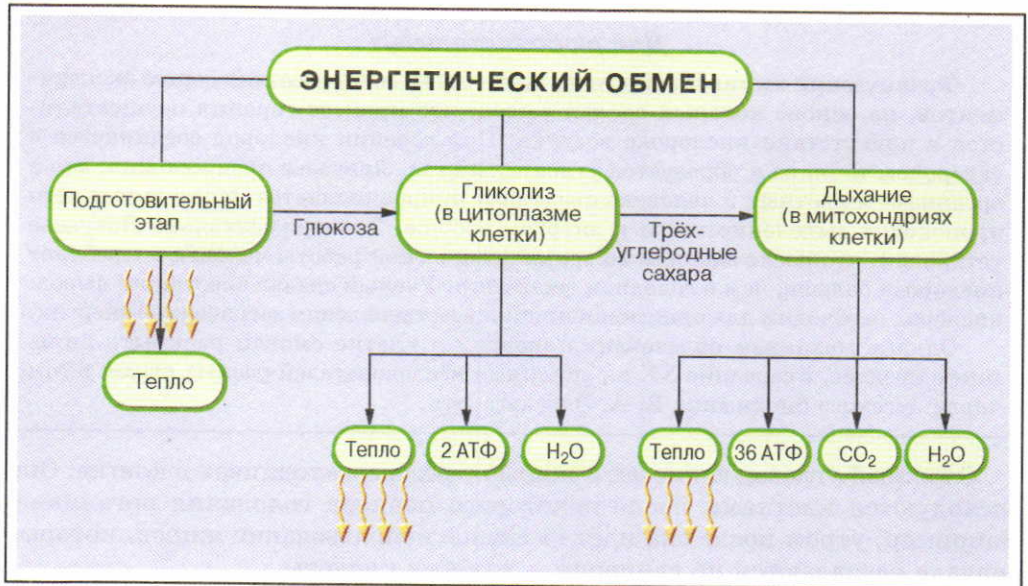 ЭНЕРГЕТИЧЕСКИЙ ОБМЕН
Подготовительный
этап
Глюкоза
Гликолиз
(в цитоплазме
клетки)
Трёх-
углеродные
сахара
Дыхание
(в митохондриях
клетки)
Тепло
Тепло
2 АТФ
H₂O
Тепло
36 АТФ
CO₂
H₂O